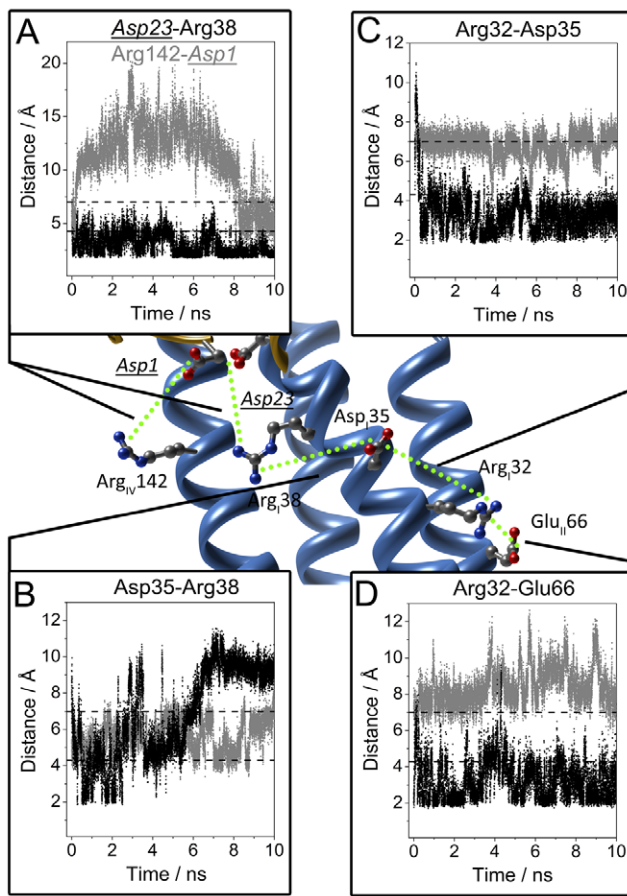 A
Asp23-Arg38
Arg142-Asp1
Distance / Å
20
15
10
5
0 2 4 6 8 10
Time / ns
C
Arg32-Asp35
Distance / Å
12
10
8
6
4
2
0 2 4 6 8 10
Time / ns
Asp1
Asp23
AspI35
ArgIV142
ArgI38
ArgI32
GluII66
B
Asp35-Arg38
Distance / Å
12
10
8
6
4
2
0 2 4 6 8 10
Time / ns
D
Arg32-Glu66
Distance / Å
12
10
8
6
4
2
0 2 4 6 8 10
Time / ns